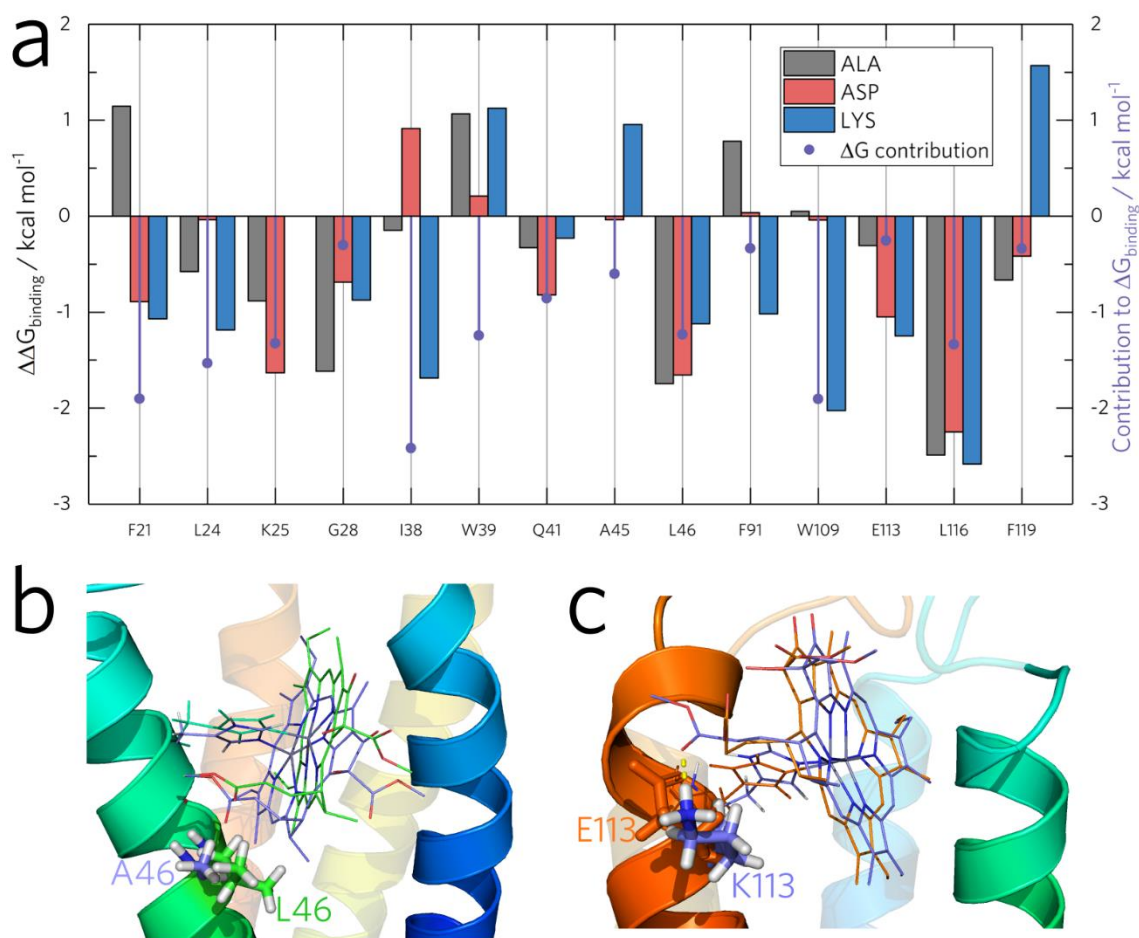 a
2
1
0
-1
-2
-3
ΔΔG_binding / kcal mol⁻¹
ALA
ASP
LYS
ΔG contribution
2
1
0
-1
-2
-3
Contribution to ΔG_binding / kcal mol⁻¹
F21 L24 K25 G28 I38 W39 Q41 A45 L46 F91 W109 E113 L116 F119
b
A46
L46
c
E113
K113